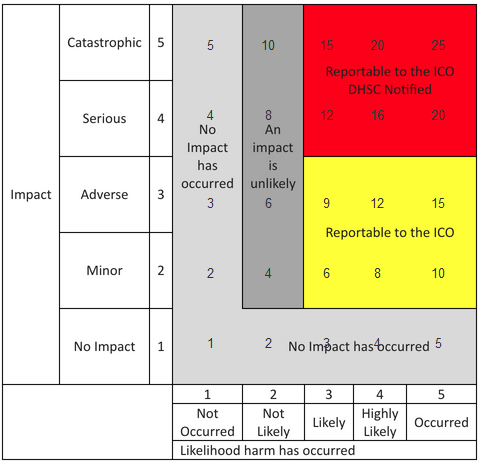 Catastrophic 5 5 10 15 20 25
Reportable to the ICO
DHSC Notified
Serious 4 4 8 12 16 20
No
Impact
has
occurred
An
impact
is
unlikely
Impact
Adverse 3 3 6 9 12 15
Reportable to the ICO
Minor 2 2 4 6 8 10
No Impact 1 1 2 3 4 5
No Impact has occurred
1 2 3 4 5
Not
Occurred
Not
Likely
Likely
Highly
Likely
Occurred
Likelihood harm has occurred